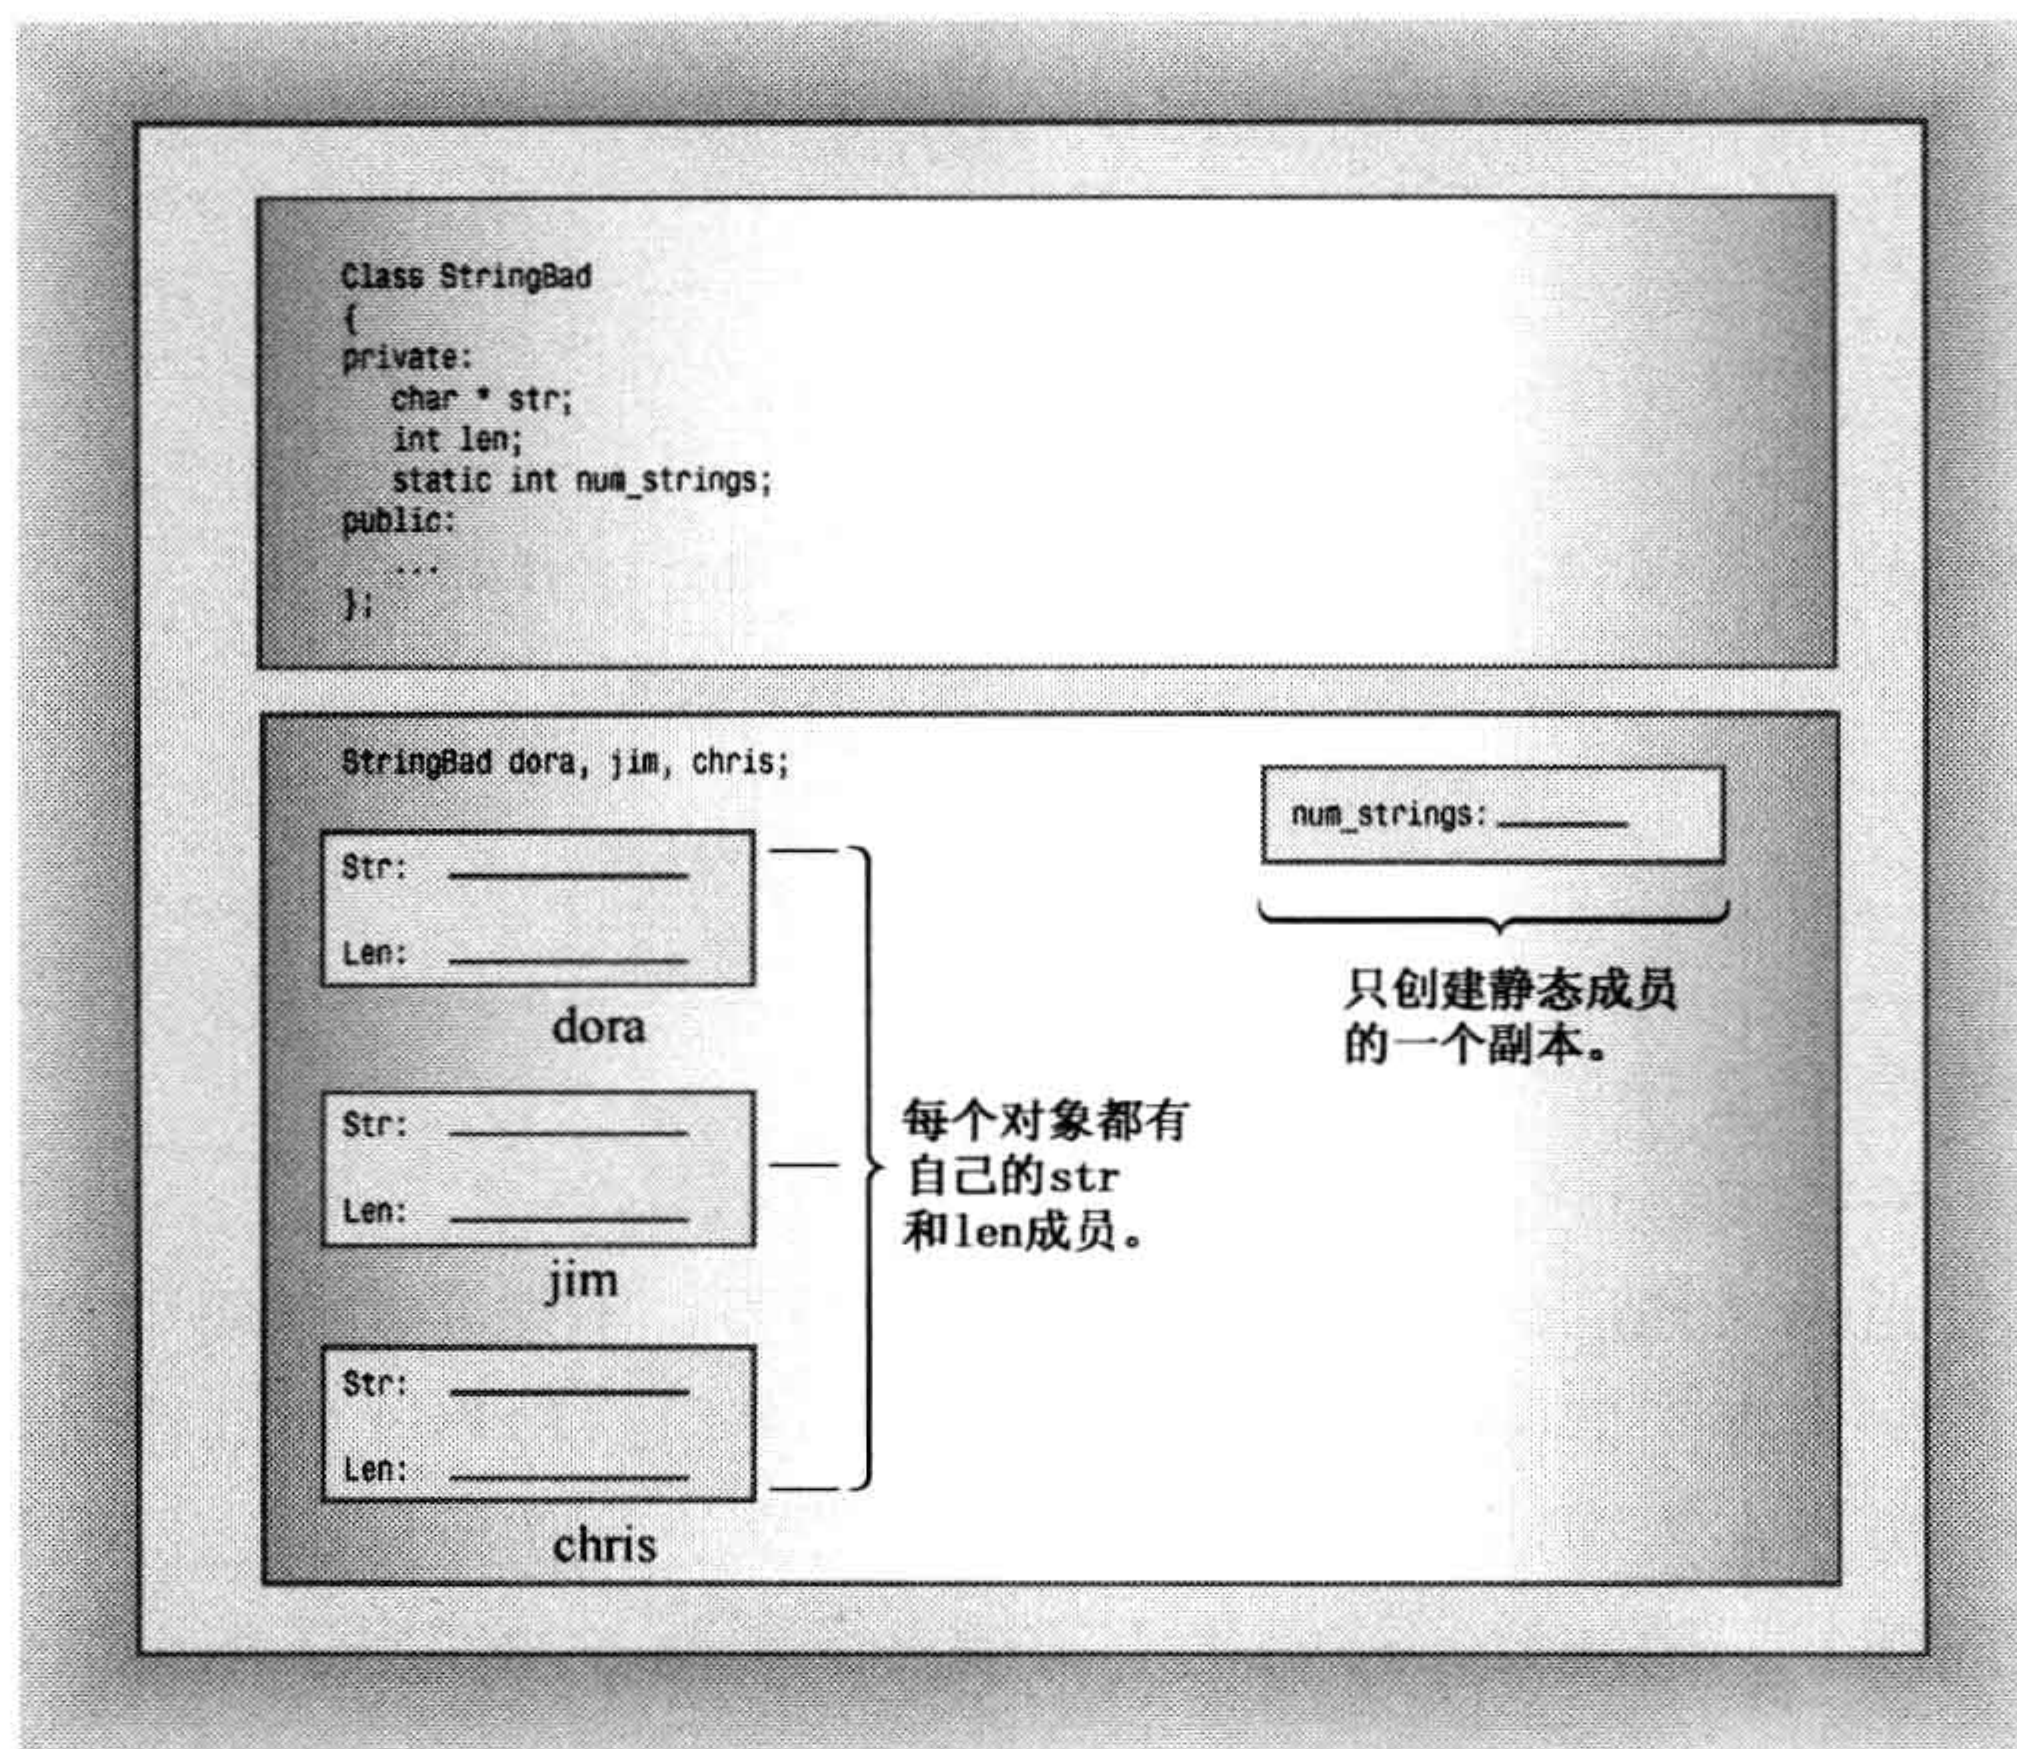 Class StringBad
{
private:
char * str;
int len;
static int num_strings;
public:
...
};
StringBad dora, jim, chris;
Str:
Len:
dora
Str:
Len:
jim
Str:
Len:
chris
每个对象都有
自己的str
和len成员。
num_strings:
只创建静态成员
的一个副本。